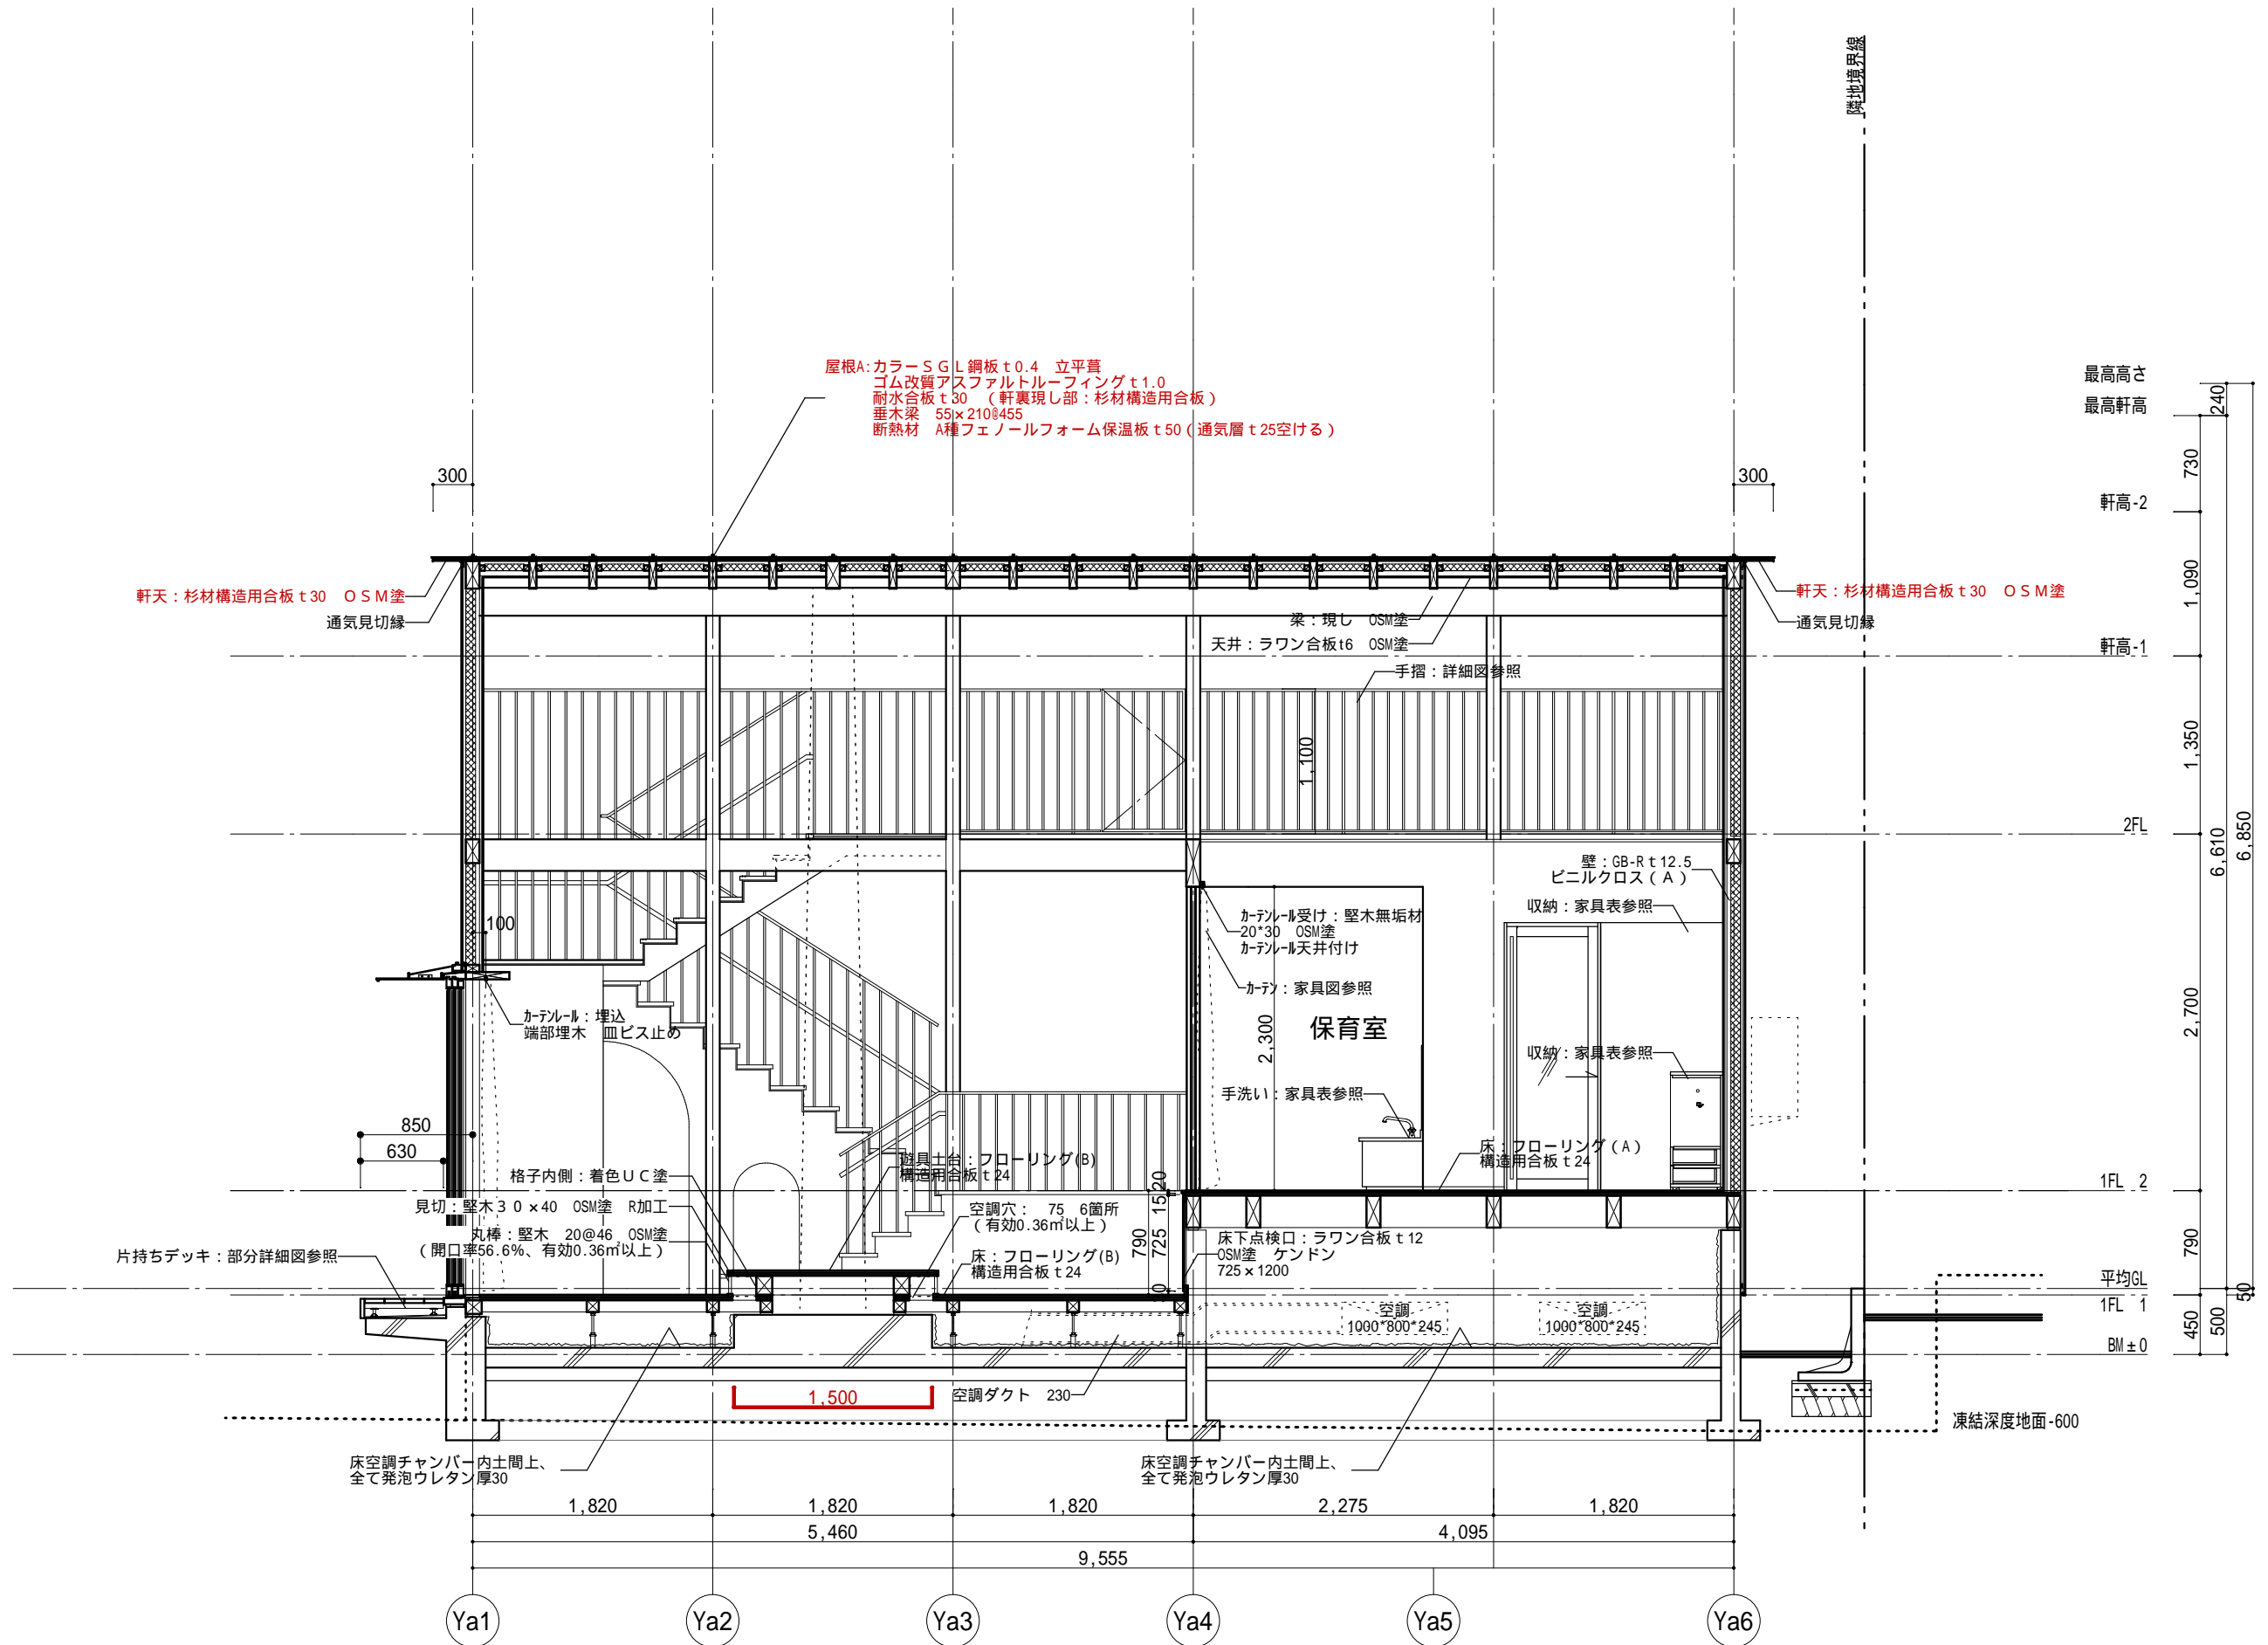 隣地境界線
屋根A:カラーSGL鋼板t0.4　立平葺
ゴム改質アスファルトルーフィングt1.0
耐水合板t30　（軒裏現し部：杉材構造用合板）
垂木梁　55×210@455
断熱材　A種フェノールフォーム保温板t50（通気層t25空ける）
最高高さ
最高軒高
軒高-2
軒高-1
2FL
1FL　2
平均GL
1FL　1
BM±0
240
730
1,090
1,350
2,700
790
450
6,610
500
6,850
50
300
300
軒天：杉材構造用合板t30　OSM塗
通気見切縁
軒天：杉材構造用合板t30　OSM塗
通気見切縁
梁：現し　OSM塗
天井：ラワン合板t6　OSM塗
手摺：詳細図参照
1,100
壁：GB-Rt12.5
ビニルクロス（A）
収納：家具表参照
100
カーテンレール受け：堅木無垢材
20*30　OSM塗
カーテンレール天井付け
カーテン：家具図参照
カーテンレール：埋込
端部埋木　皿ビス止め
2,300
保育室
収納：家具表参照
手洗い：家具表参照
850
630
格子内側：着色UC塗
見切：堅木３０×40　OSM塗　R加工
丸棒：堅木　20@46　OSM塗
（開口率56.6%、有効0.36㎡以上）
片持ちデッキ：部分詳細図参照
遊具土台：フローリング(B)
構造用合板t24
空調穴：　75　6箇所
（有効0.36㎡以上）
床：フローリング(B)
構造用合板t24
床：フローリング（A）
構造用合板t24
790
725
15
20
床下点検口：ラワン合板t12
OSM塗　ケンドン
725×1200
空調
1000*800*245
空調
1000*800*245
1,500
空調ダクト　230
凍結深度地面-600
床空調チャンバー内土間上、
全て発泡ウレタン厚30
床空調チャンバー内土間上、
全て発泡ウレタン厚30
1,820
1,820
1,820
2,275
1,820
5,460
4,095
9,555
Ya1
Ya2
Ya3
Ya4
Ya5
Ya6